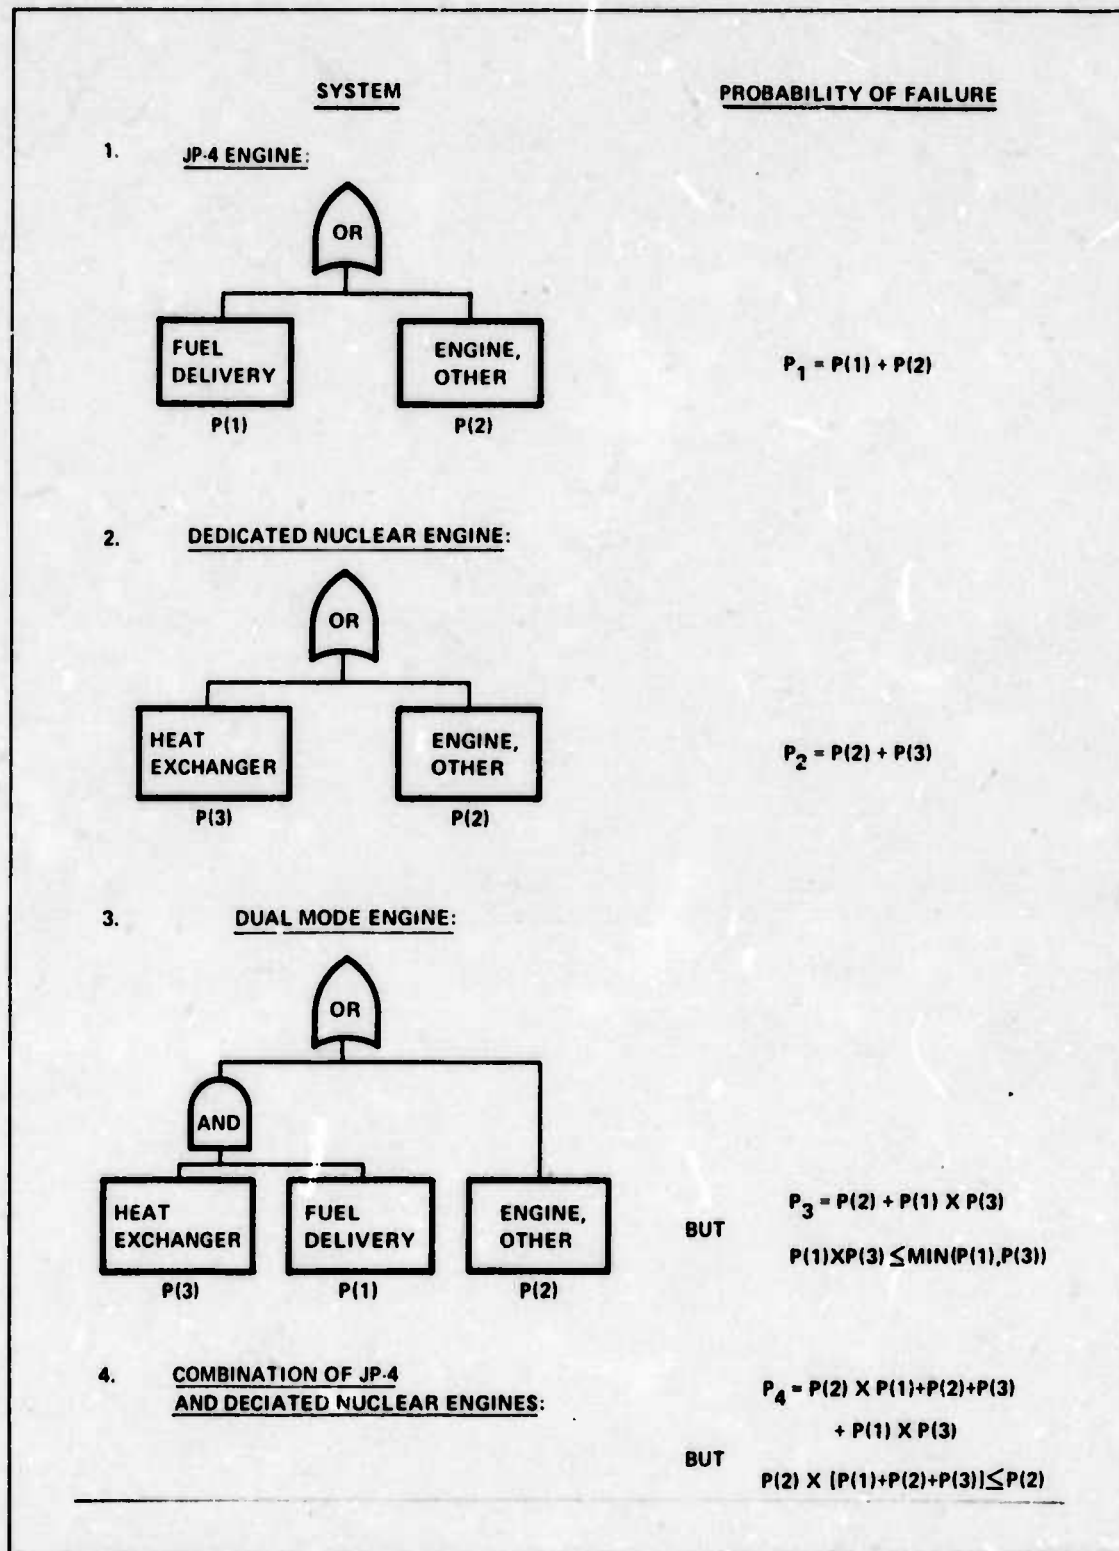 SYSTEM
PROBABILITY OF FAILURE
1. JP-4 ENGINE:
OR
FUEL
DELIVERY
P(1)
ENGINE,
OTHER
P(2)
P₁ = P(1) + P(2)
2. DEDICATED NUCLEAR ENGINE:
OR
HEAT
EXCHANGER
P(3)
ENGINE,
OTHER
P(2)
P₂ = P(2) + P(3)
3. DUAL MODE ENGINE:
OR
AND
HEAT
EXCHANGER
P(3)
FUEL
DELIVERY
P(1)
ENGINE,
OTHER
P(2)
P₃ = P(2) + P(1) X P(3)
BUT
P(1)XP(3) ≤ MIN(P(1),P(3))
4. COMBINATION OF JP-4
AND DECIATED NUCLEAR ENGINES:
P₄ = P(2) X P(1)+P(2)+P(3)
+ P(1) X P(3)
BUT
P(2) X [P(1)+P(2)+P(3)] ≤ P(2)